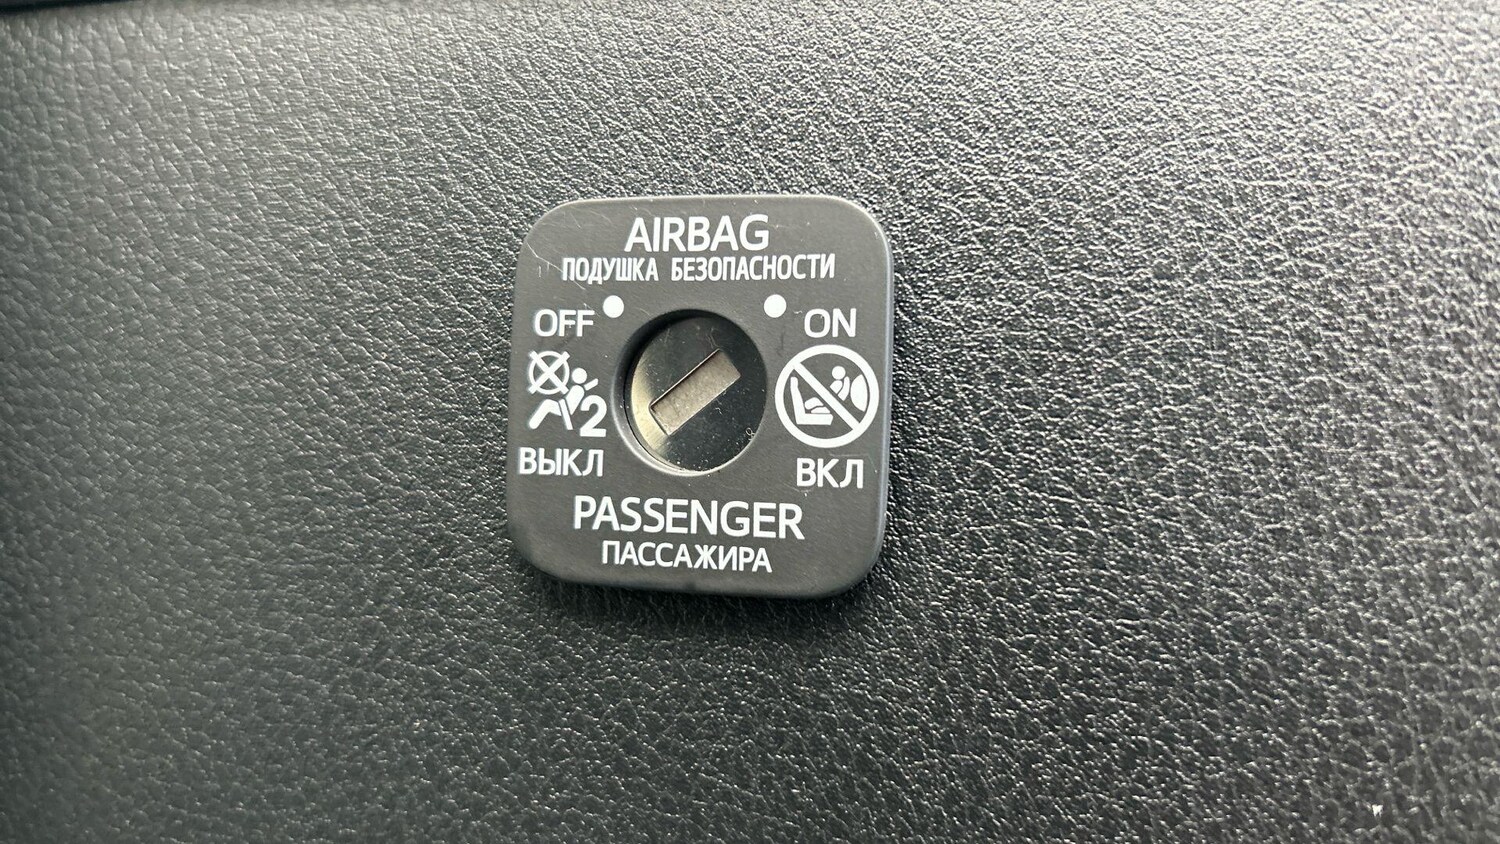 AIRBAG
ПОДУШКА БЕЗОПАСНОСТИ
OFF ON
2
ВЫКЛ ВКЛ
PASSENGER
ПАССАЖИРА